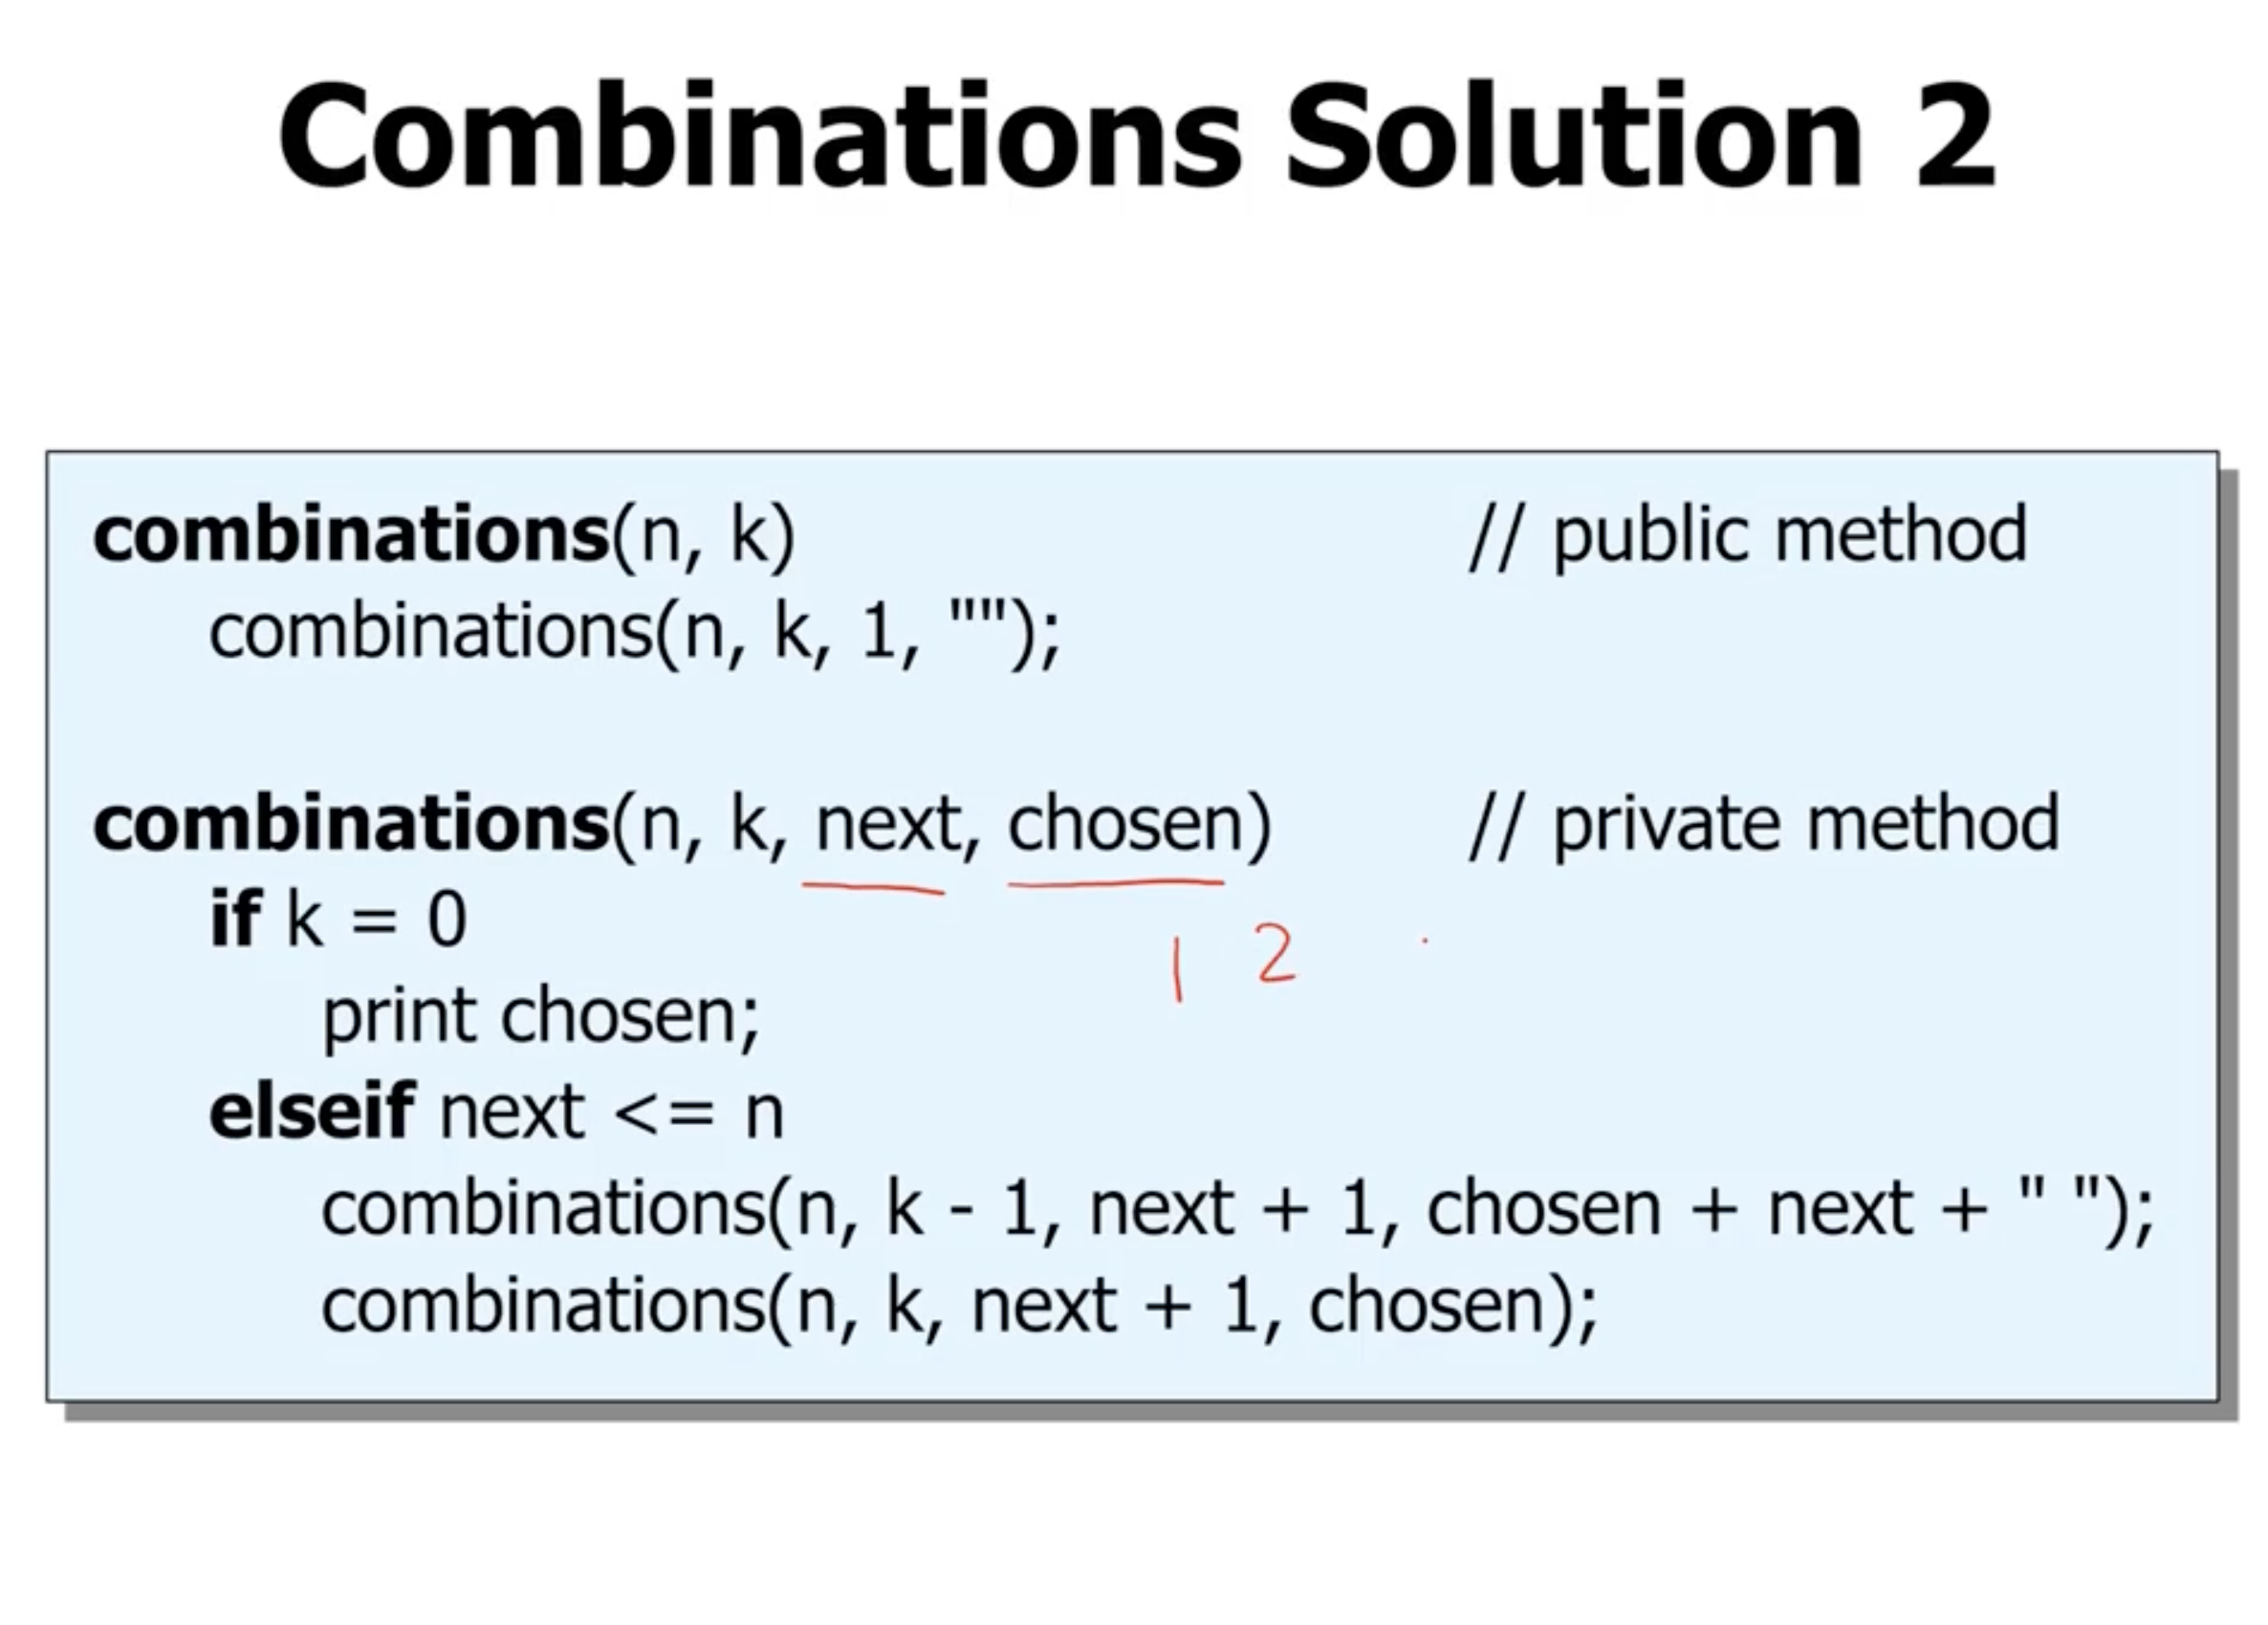 Combinations Solution 2
combinations(n, k) // public method
combinations(n, k, 1, "");
combinations(n, k, next, chosen) // private method
if k = 0
1 2
print chosen;
elseif next <= n
combinations(n, k - 1, next + 1, chosen + next + " ");
combinations(n, k, next + 1, chosen);